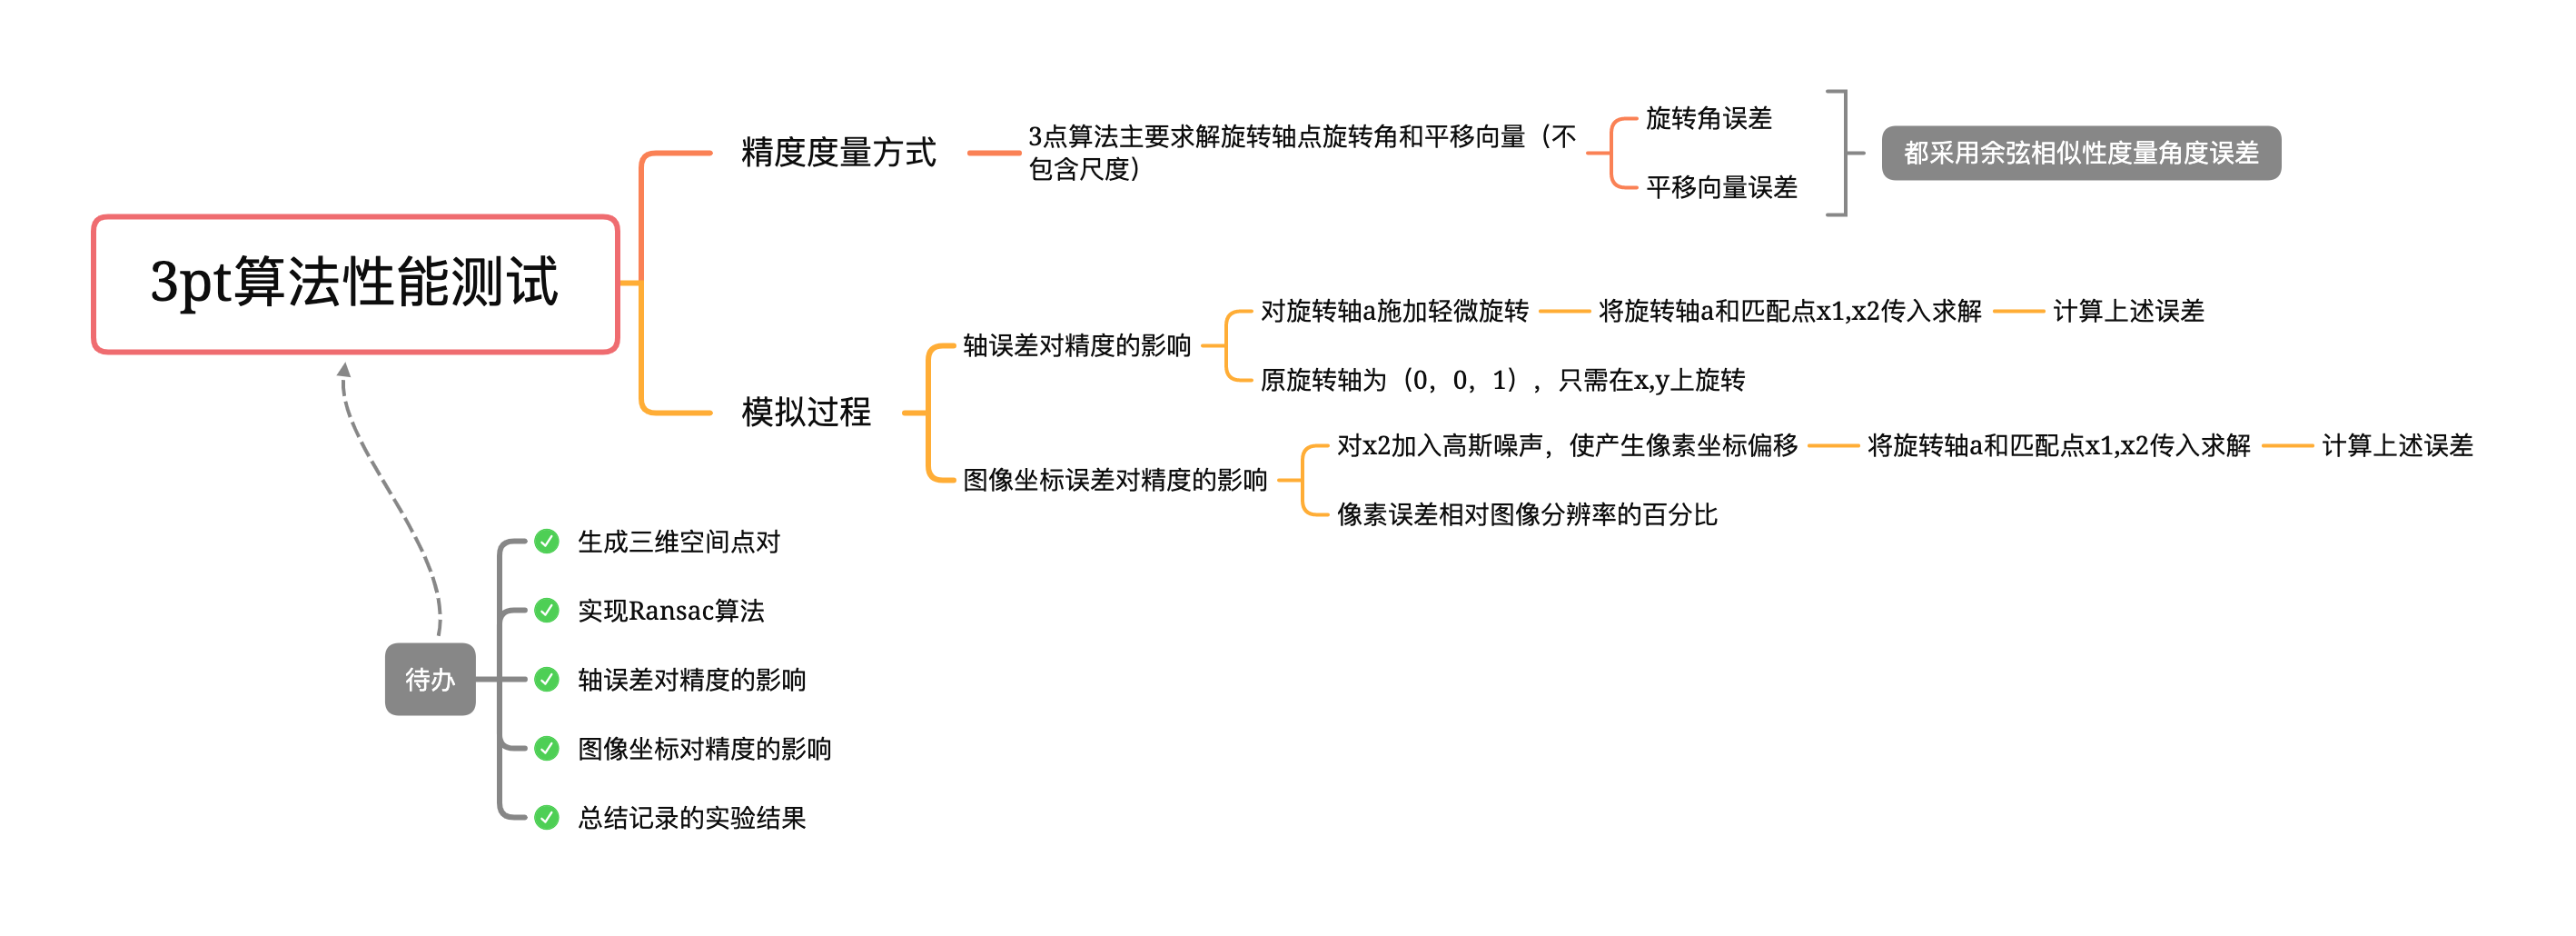 3pt算法性能测试
精度度量方式
3点算法主要求解旋转轴点旋转角和平移向量（不
包含尺度）
旋转角误差
平移向量误差
都采用余弦相似性度量角度误差
模拟过程
轴误差对精度的影响
对旋转轴a施加轻微旋转
将旋转轴a和匹配点x1,x2传入求解
计算上述误差
原旋转轴为（0，0，1），只需在x,y上旋转
图像坐标误差对精度的影响
对x2加入高斯噪声，使产生像素坐标偏移
将旋转轴a和匹配点x1,x2传入求解
计算上述误差
像素误差相对图像分辨率的百分比
待办
生成三维空间点对
实现Ransac算法
轴误差对精度的影响
图像坐标对精度的影响
总结记录的实验结果